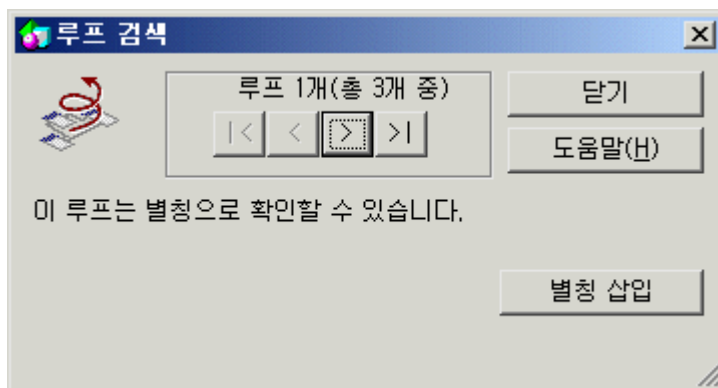 루프 검색
루프 1개(총 3개 중)
|< < > >|
닫기
도움말(H)
이 루프는 별칭으로 확인할 수 있습니다.
별칭 삽입